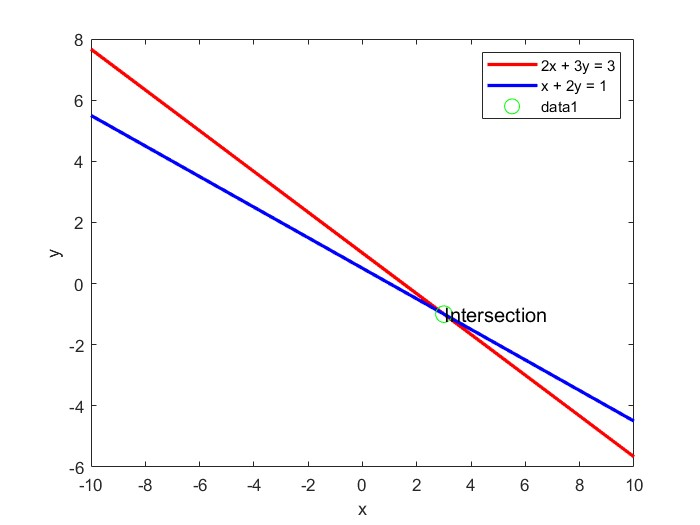 8
6
4
2
0
-2
-4
-6
y
2x + 3y = 3
x + 2y = 1
data1
Intersection
-10 -8 -6 -4 -2 0 2 4 6 8 10
x